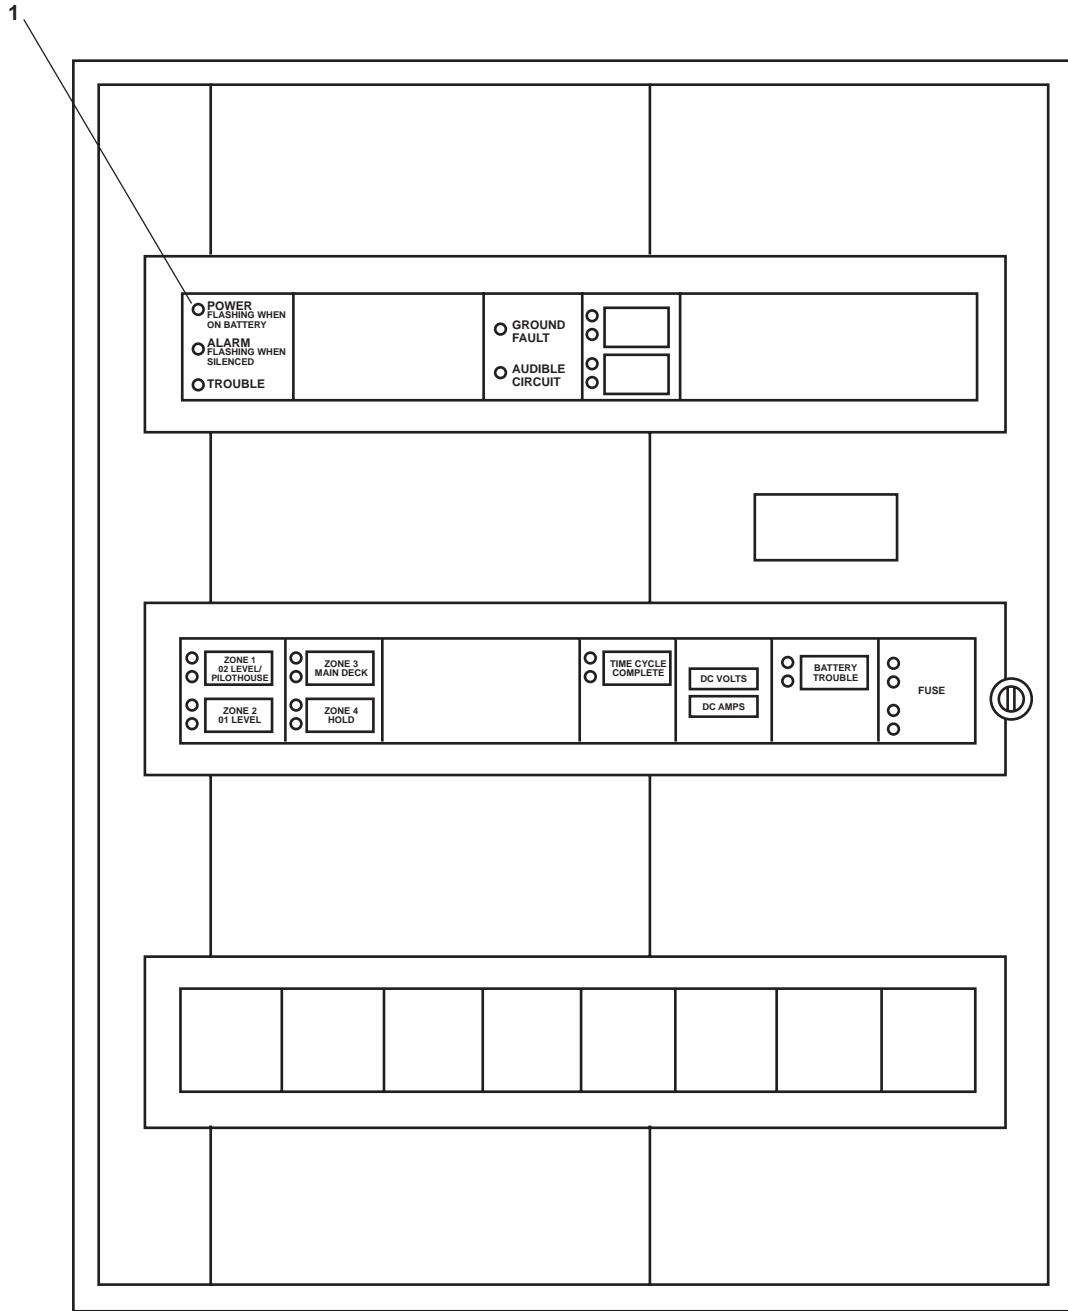 1
POWER
FLASHING WHEN
ON BATTERY
ALARM
FLASHING WHEN
SILENCED
TROUBLE
GROUND
FAULT
AUDIBLE
CIRCUIT
ZONE 1
02 LEVEL/
PILOTHOUSE
ZONE 2
01 LEVEL
ZONE 3
MAIN DECK
ZONE 4
HOLD
TIME CYCLE
COMPLETE
DC VOLTS
DC AMPS
BATTERY
TROUBLE
FUSE